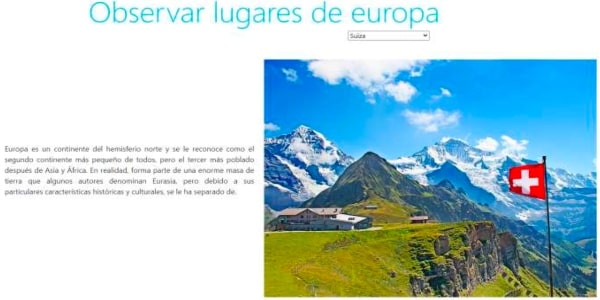 Observar lugares de europa
Suiza
Europa es un continente del hemisferio norte y se le reconoce como el
segundo continente más pequeño de todos, pero el tercer más poblado
después de Asia y África. En realidad, forma parte de una enorme masa de
tierra que algunos autores denominan Eurasia, pero debido a sus
particulares características históricas y culturales, se le ha separado de.